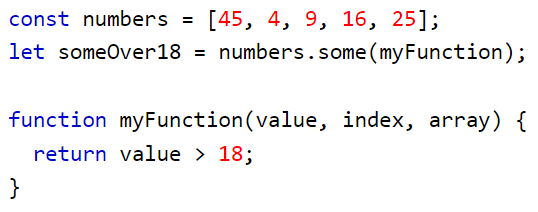 const numbers = [45, 4, 9, 16, 25];
let someOver18 = numbers.some(myFunction);

function myFunction(value, index, array) {
  return value > 18;
}